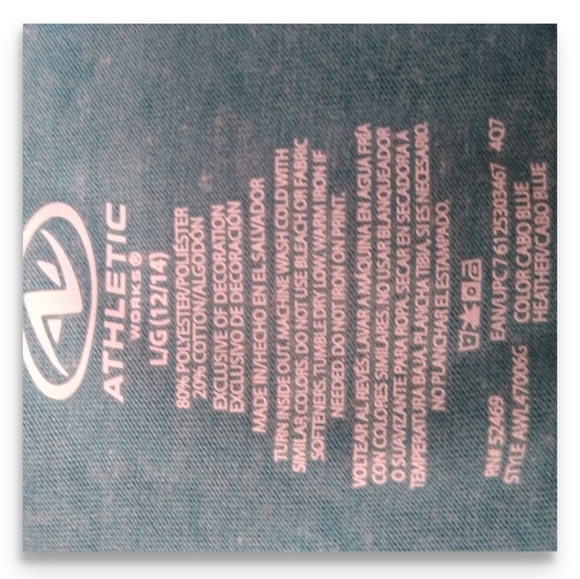 ATHLETIC
WORKS®
L/G (12/14)
80% POLIESTER/POLIÉSTER
20% COTTON/ALGODÓN
EXCLUSIVE OF DECORATION
EXCLUSIVO DE DECORACIÓN
MADE IN/HECHO EN EL SALVADOR
TURN INSIDE OUT. MACHINE WASH COLD WITH
SIMILAR COLORS. DO NOT USE BLEACH OR FABRIC
SOFTENERS. TUMBLE DRY LOW. WARM IRON IF
NEEDED. DO NOT IRON ON PRINT.
VOLTEAR AL REVÉS. LAVAR A MÁQUINA EN AGUA FRÍA
CON COLORES SIMILARES. NO USAR BLANQUEADOR
O SUAVIZANTE PARA ROPA. SECAR EN SECADORA A
TEMPERATURA BAJA. PLANCHA TIBIA, SI ES NECESARIO.
NO PLANCHAR EL ESTAMPADO.
RN# 52469 EAN/UPC 7 6125303467 4Q7
STYLE AWL4700GG COLOR CABO BLUE
HEATHER/CABO BLUE